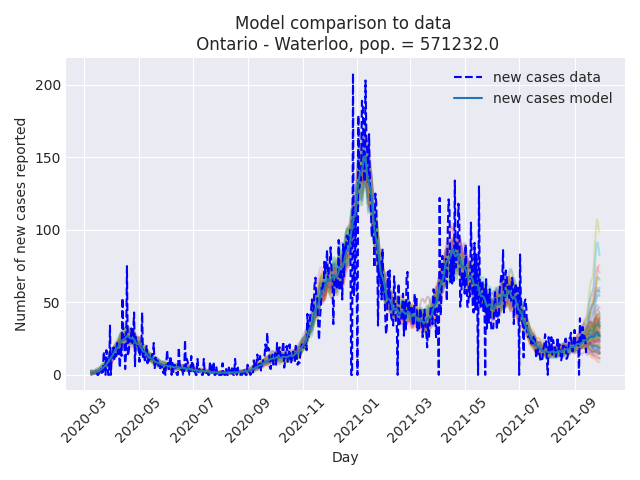 Model comparison to data
Ontario - Waterloo, pop. = 571232.0
new cases data
new cases model
Number of new cases reported
200
150
100
50
0
2020-03
2020-05
2020-07
2020-09
2020-11
2021-01
2021-03
2021-05
2021-07
2021-09
Day